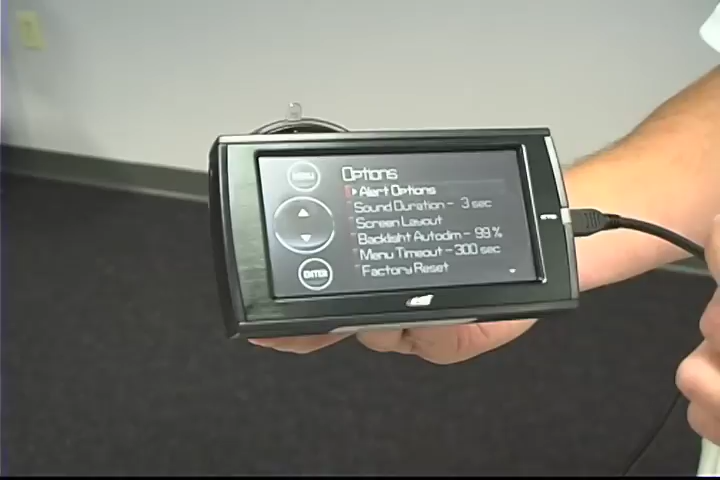 Options
MENU
Alert Options
Sound Duration - 3 sec
Screen Layout
Backlight Autodim - 99 %
Menu Timeout - 300 sec
ENTER
Factory Reset